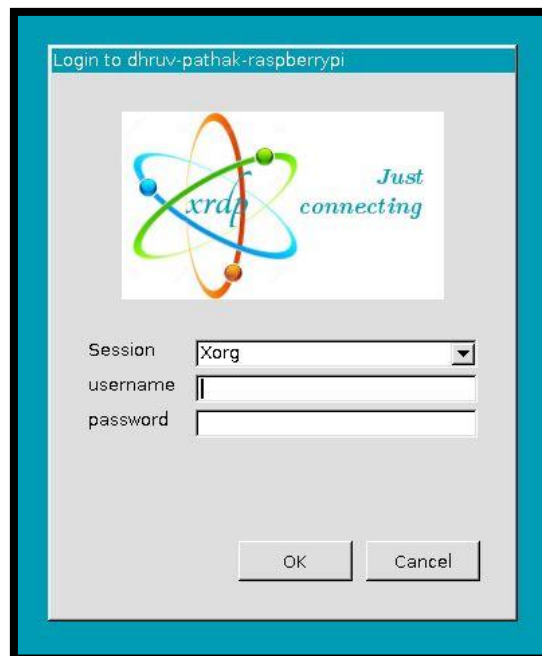 Login to dhruv-pathak-raspberrypi
xrdp
Just
connecting
Session
Xorg
username
password
OK
Cancel